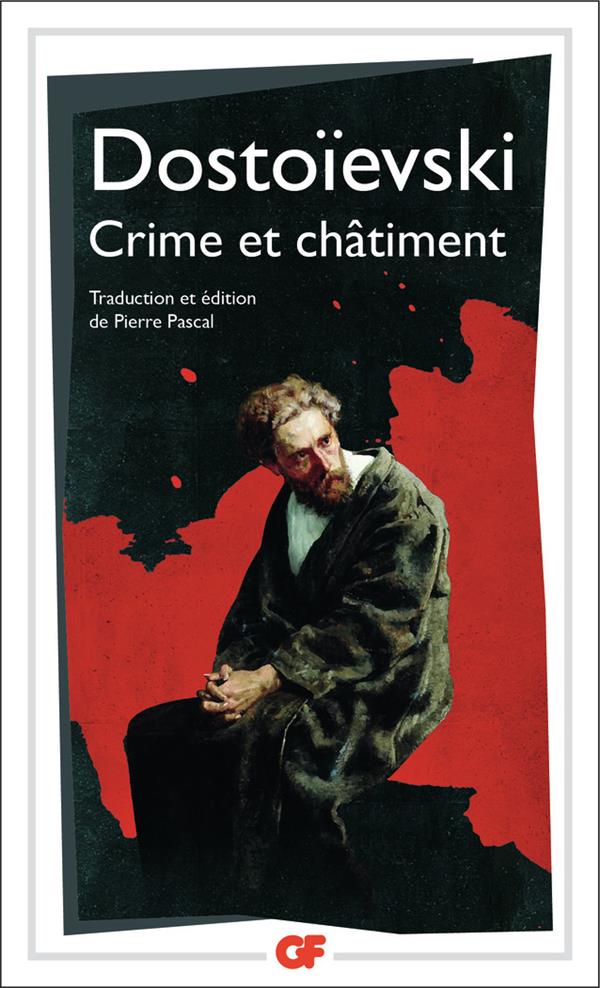 Dostoïevski
Crime et châtiment
Traduction et édition
de Pierre Pascal
GF